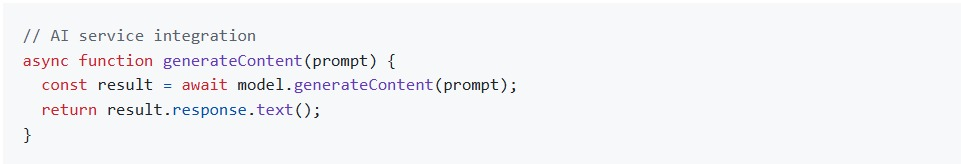 // AI service integration
async function generateContent(prompt) {
  const result = await model.generateContent(prompt);
  return result.response.text();
}